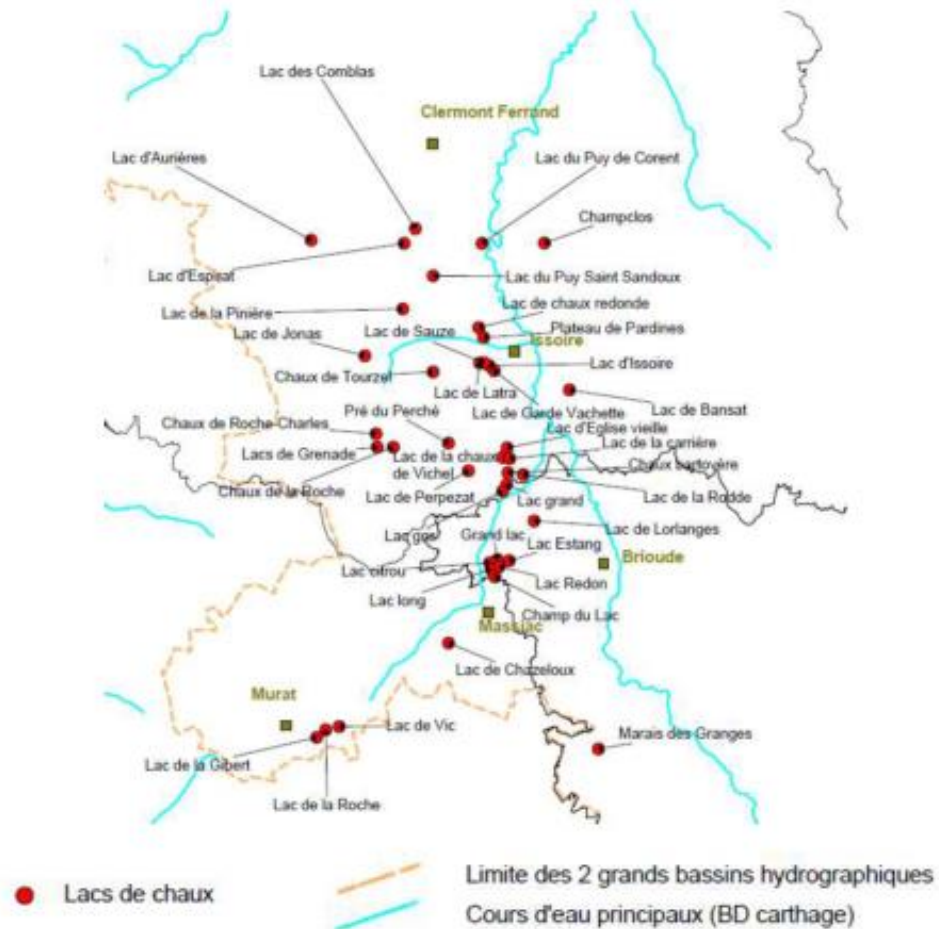 Lac des Comblas
Clermont Ferrand
Lac d'Aurières
Lac du Puy de Corent
Champclos
Lac d'Espirat
Lac du Puy Saint Sandoux
Lac de chaux redonde
Lac de la Pinière
Lac de Sauze
Plateau de Pardines
Lac de Jonas
Issoire
Lac d'Issoire
Chaux de Tourzel
Lac de Latra
Lac de Bansat
Pré du Perché
Lac de Garde Vachette
Chaux de Roche Charles
Lac d'Eglise vieille
Lac de la carrière
Lacs de Grenade
Lac de la chaux
de Vichel
Chaux de la Roche
Lac de Perpezat
Lac de la Rodde
Lac grand
Lac gros
Lac de Lorlanges
Grand lac
Lac Estang
Brioude
Lac citrou
Lac Redon
Lac long
Champ du Lac
Massiac
Lac de Chazeloux
Murat
Lac de Vic
Marais des Granges
Lac de la Gibert
Lac de la Roche
Lacs de chaux
Limite des 2 grands bassins hydrographiques
Cours d'eau principaux (BD carthage)